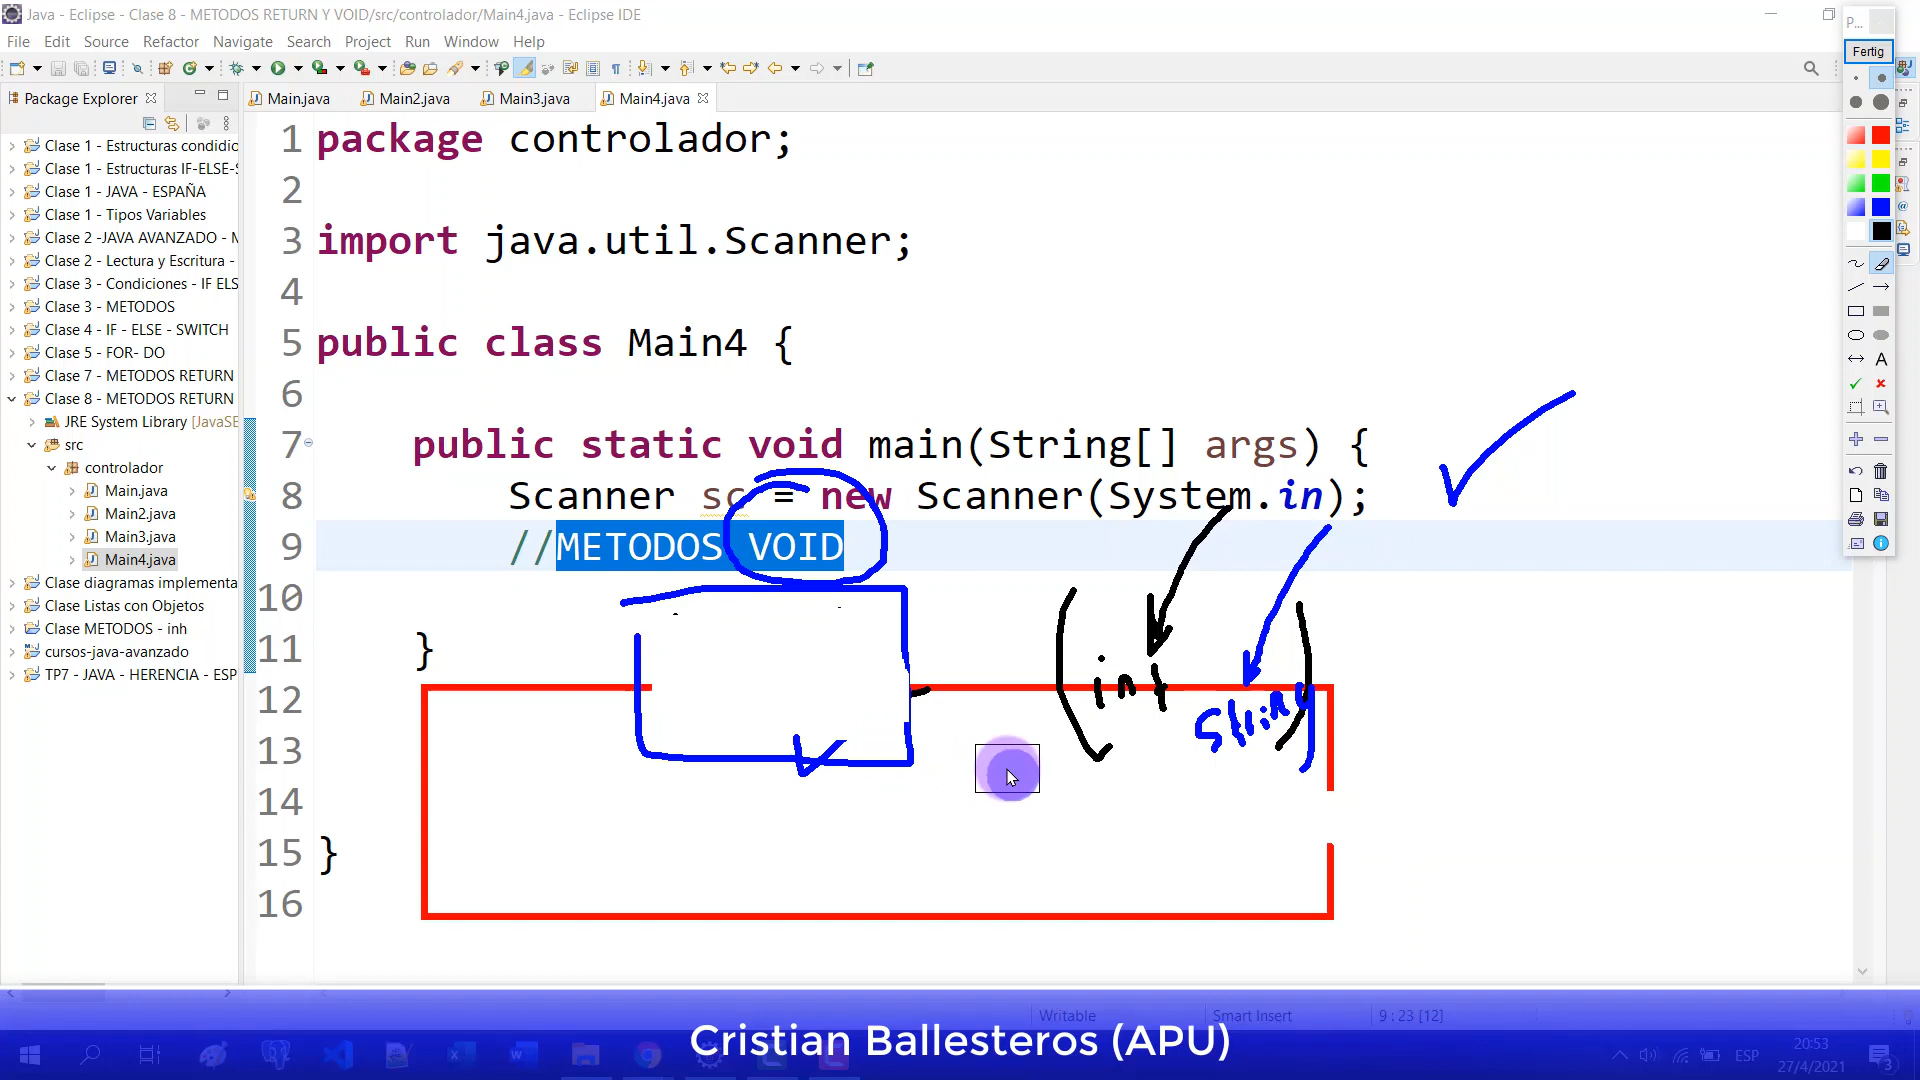 Java - Eclipse - Clase 8 - METODOS RETURN Y VOID/src/controlador/Main4.java - Eclipse IDE
File Edit Source Refactor Navigate Search Project Run Window Help
P...
Fertig
Package Explorer
Main.java Main2.java Main3.java Main4.java
Clase 1 - Estructuras condidic
Clase 1 - Estructuras IF-ELSE-S
Clase 1 - JAVA - ESPAÑA
Clase 1 - Tipos Variables
Clase 2 -JAVA AVANZADO - M
Clase 2 - Lectura y Escritura -
Clase 3 - Condiciones - IF ELS
Clase 3 - METODOS
Clase 4 - IF - ELSE - SWITCH
Clase 5 - FOR- DO
Clase 7 - METODOS RETURN
Clase 8 - METODOS RETURN
JRE System Library [JavaSE
src
controlador
Main.java
Main2.java
Main3.java
Main4.java
Clase diagramas implementa
Clase Listas con Objetos
Clase METODOS - inh
cursos-java-avanzado
TP7 - JAVA - HERENCIA - ESP
1 package controlador;
2
3 import java.util.Scanner;
4
5 public class Main4 {
6
7 public static void main(String[] args) {
8 Scanner sc = new Scanner(System.in);
9 //METODOS VOID
10
11 }
12
13
14
15 }
16
(int
String)
A
Writable Smart Insert 9 : 23 [12]
Cristian Ballesteros (APU)
ESP
20:53
27/4/2021
3